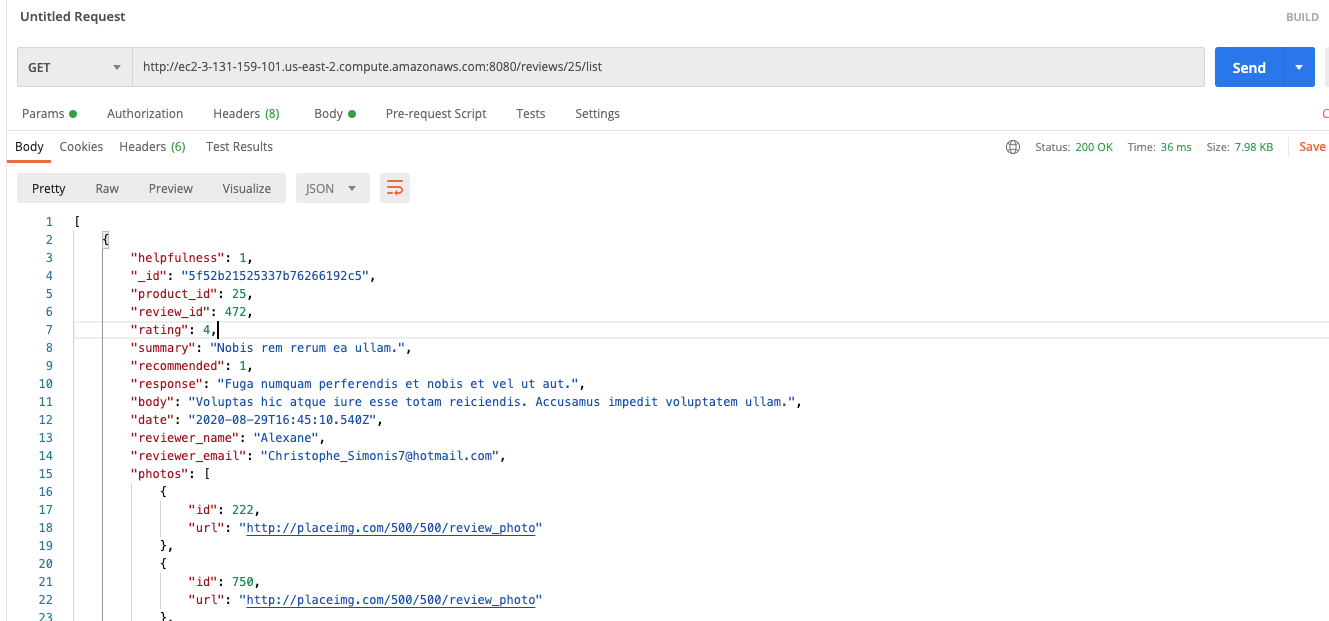 Untitled Request BUILD
GET http://ec2-3-131-159-101.us-east-2.compute.amazonaws.com:8080/reviews/25/list Send
Params Authorization Headers (8) Body Pre-request Script Tests Settings
Body Cookies Headers (6) Test Results Status: 200 OK Time: 36 ms Size: 7.98 KB Save
Pretty Raw Preview Visualize JSON
1 [
2 {
3 "helpfulness": 1,
4 "_id": "5f52b21525337b76266192c5",
5 "product_id": 25,
6 "review_id": 472,
7 "rating": 4,
8 "summary": "Nobis rem rerum ea ullam.",
9 "recommended": 1,
10 "response": "Fuga numquam perferendis et nobis et vel ut aut.",
11 "body": "Voluptas hic atque iure esse totam reiciendis. Accusamus impedit voluptatem ullam.",
12 "date": "2020-08-29T16:45:10.540Z",
13 "reviewer_name": "Alexane",
14 "reviewer_email": "Christophe_Simonis7@hotmail.com",
15 "photos": [
16 {
17 "id": 222,
18 "url": "http://placeimg.com/500/500/review_photo"
19 },
20 {
21 "id": 750,
22 "url": "http://placeimg.com/500/500/review_photo"
23 },